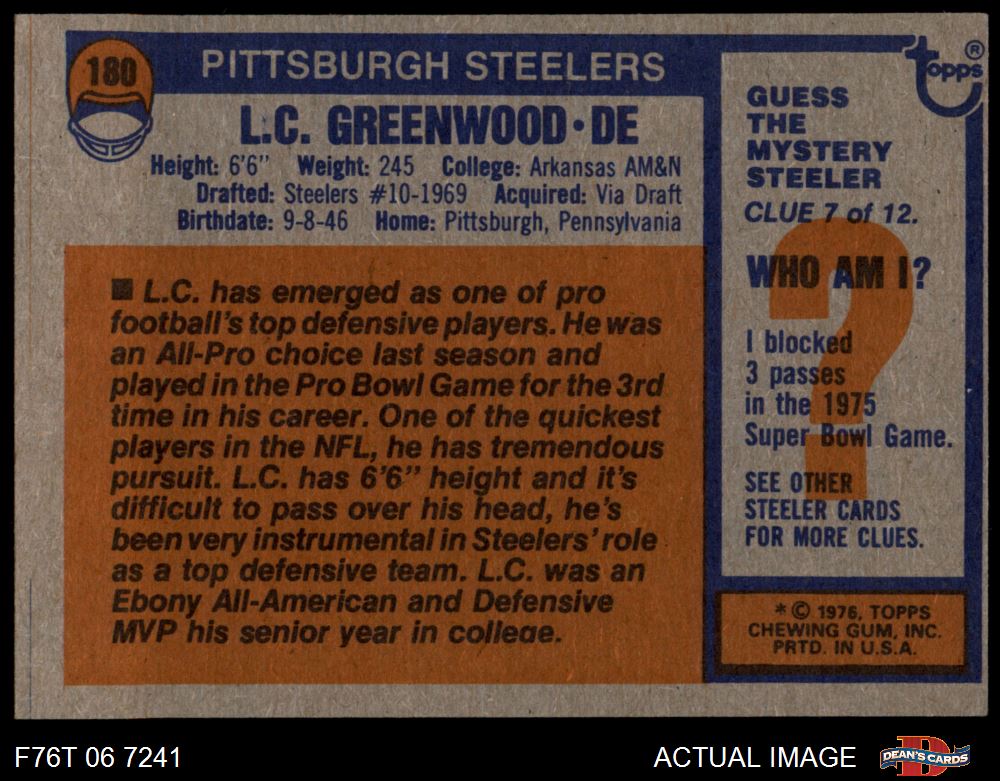 180
PITTSBURGH STEELERS
L.C. GREENWOOD • DE
Height: 6'6" Weight: 245 College: Arkansas AM&N
Drafted: Steelers #10-1969 Acquired: Via Draft
Birthdate: 9-8-46 Home: Pittsburgh, Pennsylvania
■ L.C. has emerged as one of pro
football's top defensive players. He was
an All-Pro choice last season and
played in the Pro Bowl Game for the 3rd
time in his career. One of the quickest
players in the NFL, he has tremendous
pursuit. L.C. has 6'6" height and it's
difficult to pass over his head, he's
been very instrumental in Steelers' role
as a top defensive team. L.C. was an
Ebony All-American and Defensive
MVP his senior year in college.
topps ®
GUESS
THE
MYSTERY
STEELER
CLUE 7 of 12.
?
WHO AM I?
I blocked
3 passes
in the 1975
Super Bowl Game.
SEE OTHER
STEELER CARDS
FOR MORE CLUES.
* © 1976, TOPPS
CHEWING GUM, INC.
PRTD. IN U.S.A.
F76T 06 7241
ACTUAL IMAGE
D
DEAN'S CARDS